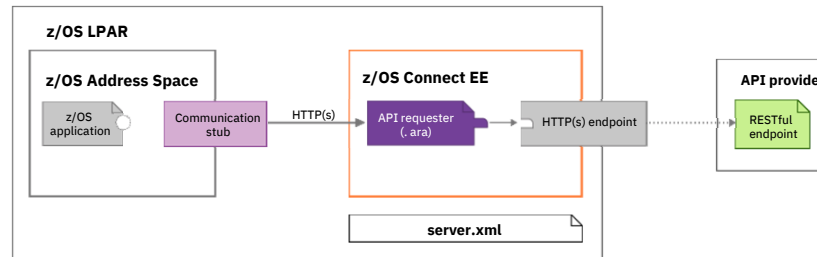 z/OS LPAR
z/OS Address Space
z/OS
application
Communication
stub
HTTP(s)
z/OS Connect EE
API requester
(. ara)
HTTP(s) endpoint
API provide
RESTful
endpoint
server.xml